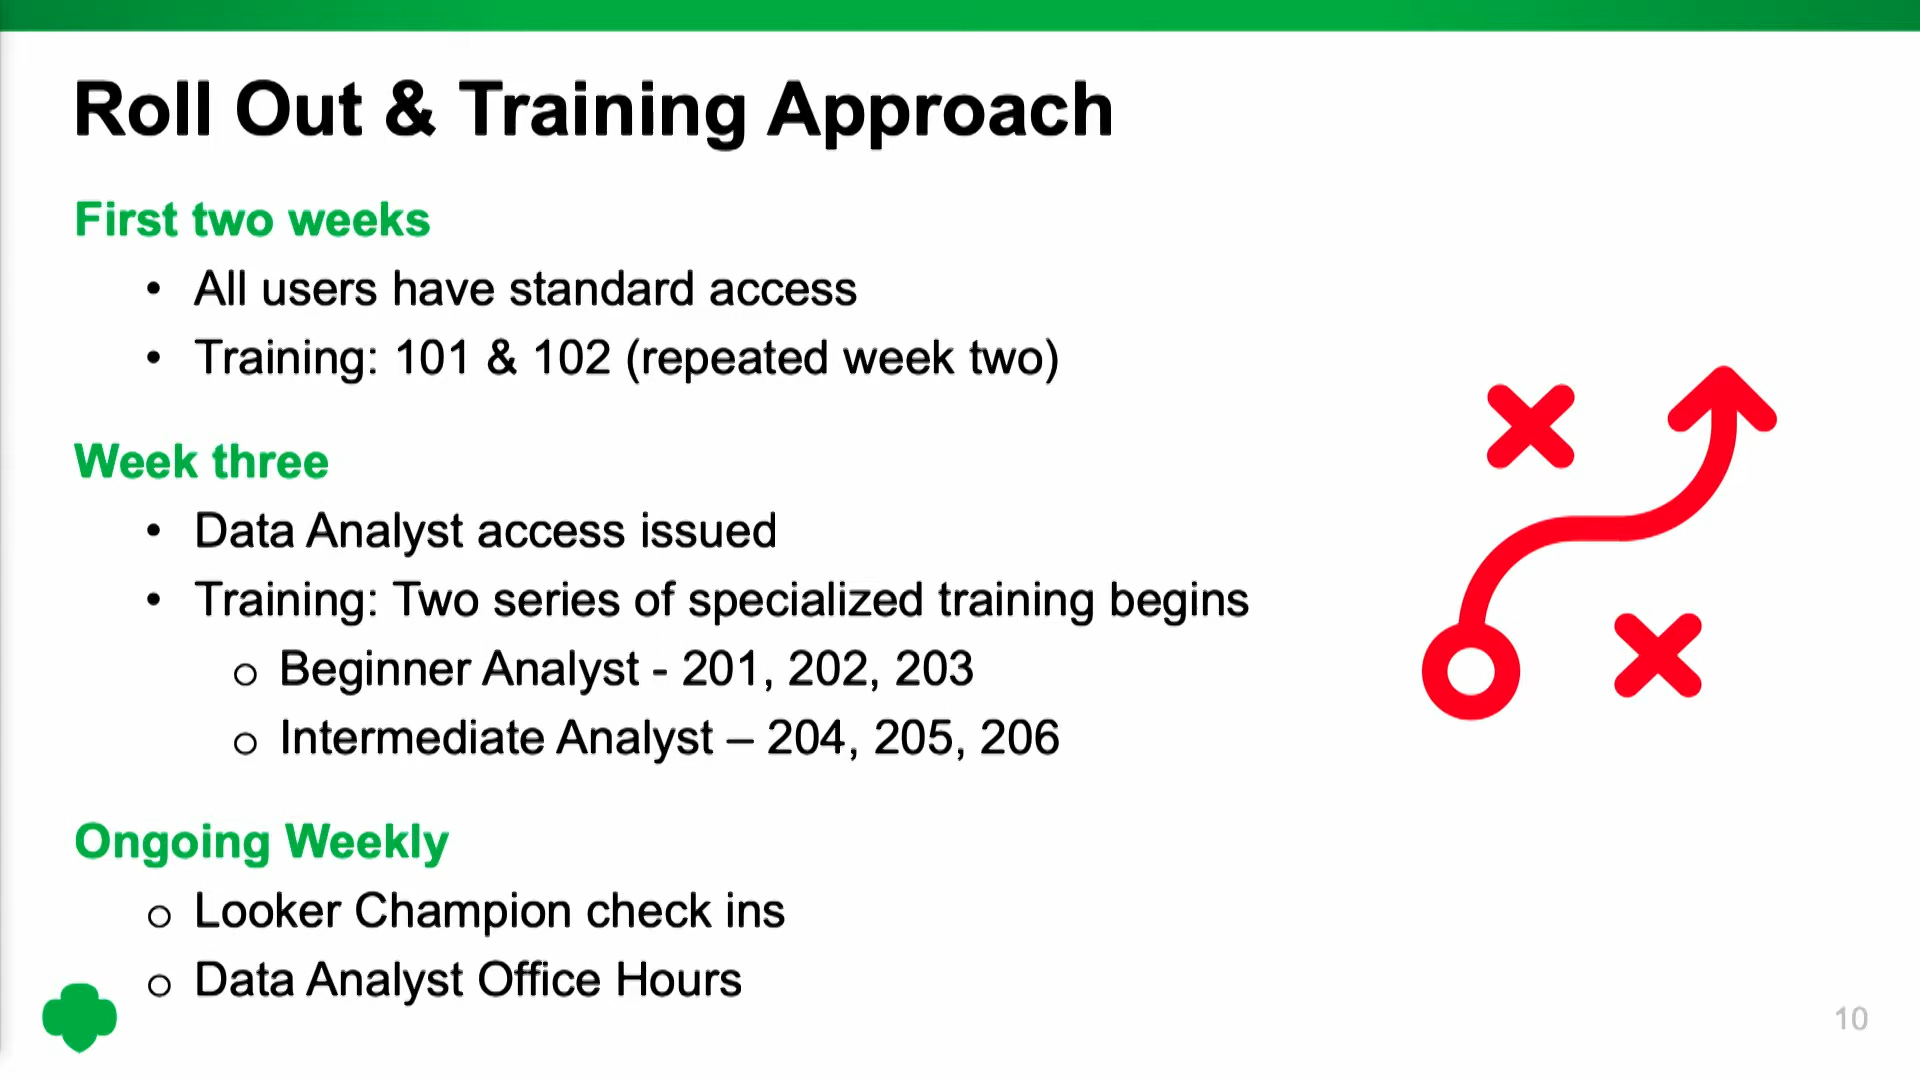 Roll Out & Training Approach
First two weeks
• All users have standard access
• Training: 101 & 102 (repeated week two)
Week three
• Data Analyst access issued
• Training: Two series of specialized training begins
o Beginner Analyst - 201, 202, 203
o Intermediate Analyst – 204, 205, 206
Ongoing Weekly
o Looker Champion check ins
o Data Analyst Office Hours
10